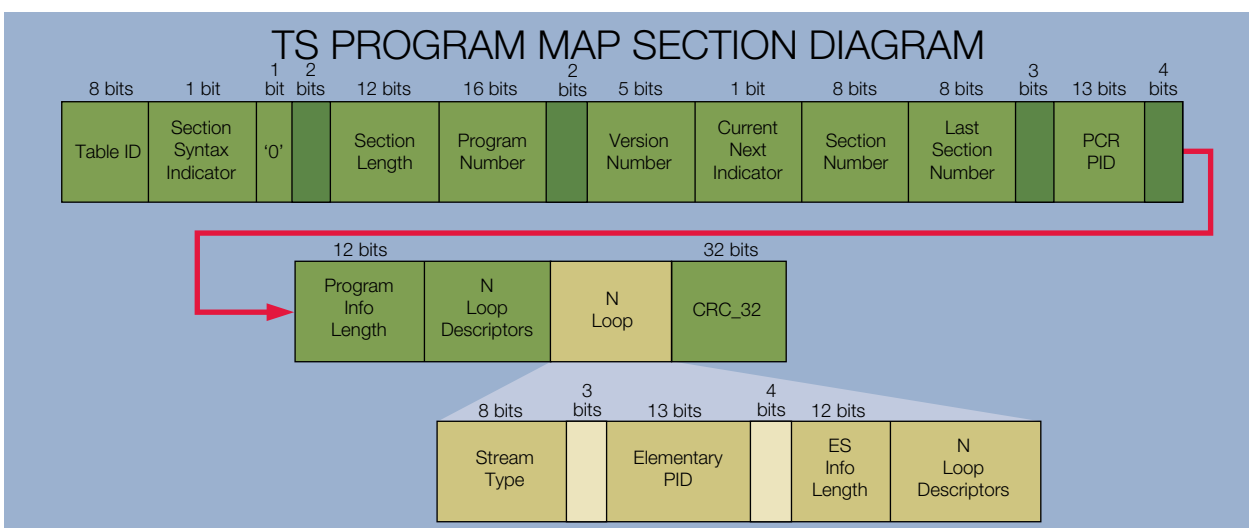 TS PROGRAM MAP SECTION DIAGRAM
8 bits
1 bit
1
bit
2
bits
12 bits
16 bits
2
bits
5 bits
1 bit
8 bits
8 bits
3
bits
13 bits
4
bits
Table ID
Section
Syntax
Indicator
‘0’
Section
Length
Program
Number
Version
Number
Current
Next
Indicator
Section
Number
Last
Section
Number
PCR
PID
12 bits
32 bits
Program
Info
Length
N
Loop
Descriptors
N
Loop
CRC_32
8 bits
3
bits
13 bits
4
bits
12 bits
Stream
Type
Elementary
PID
ES
Info
Length
N
Loop
Descriptors